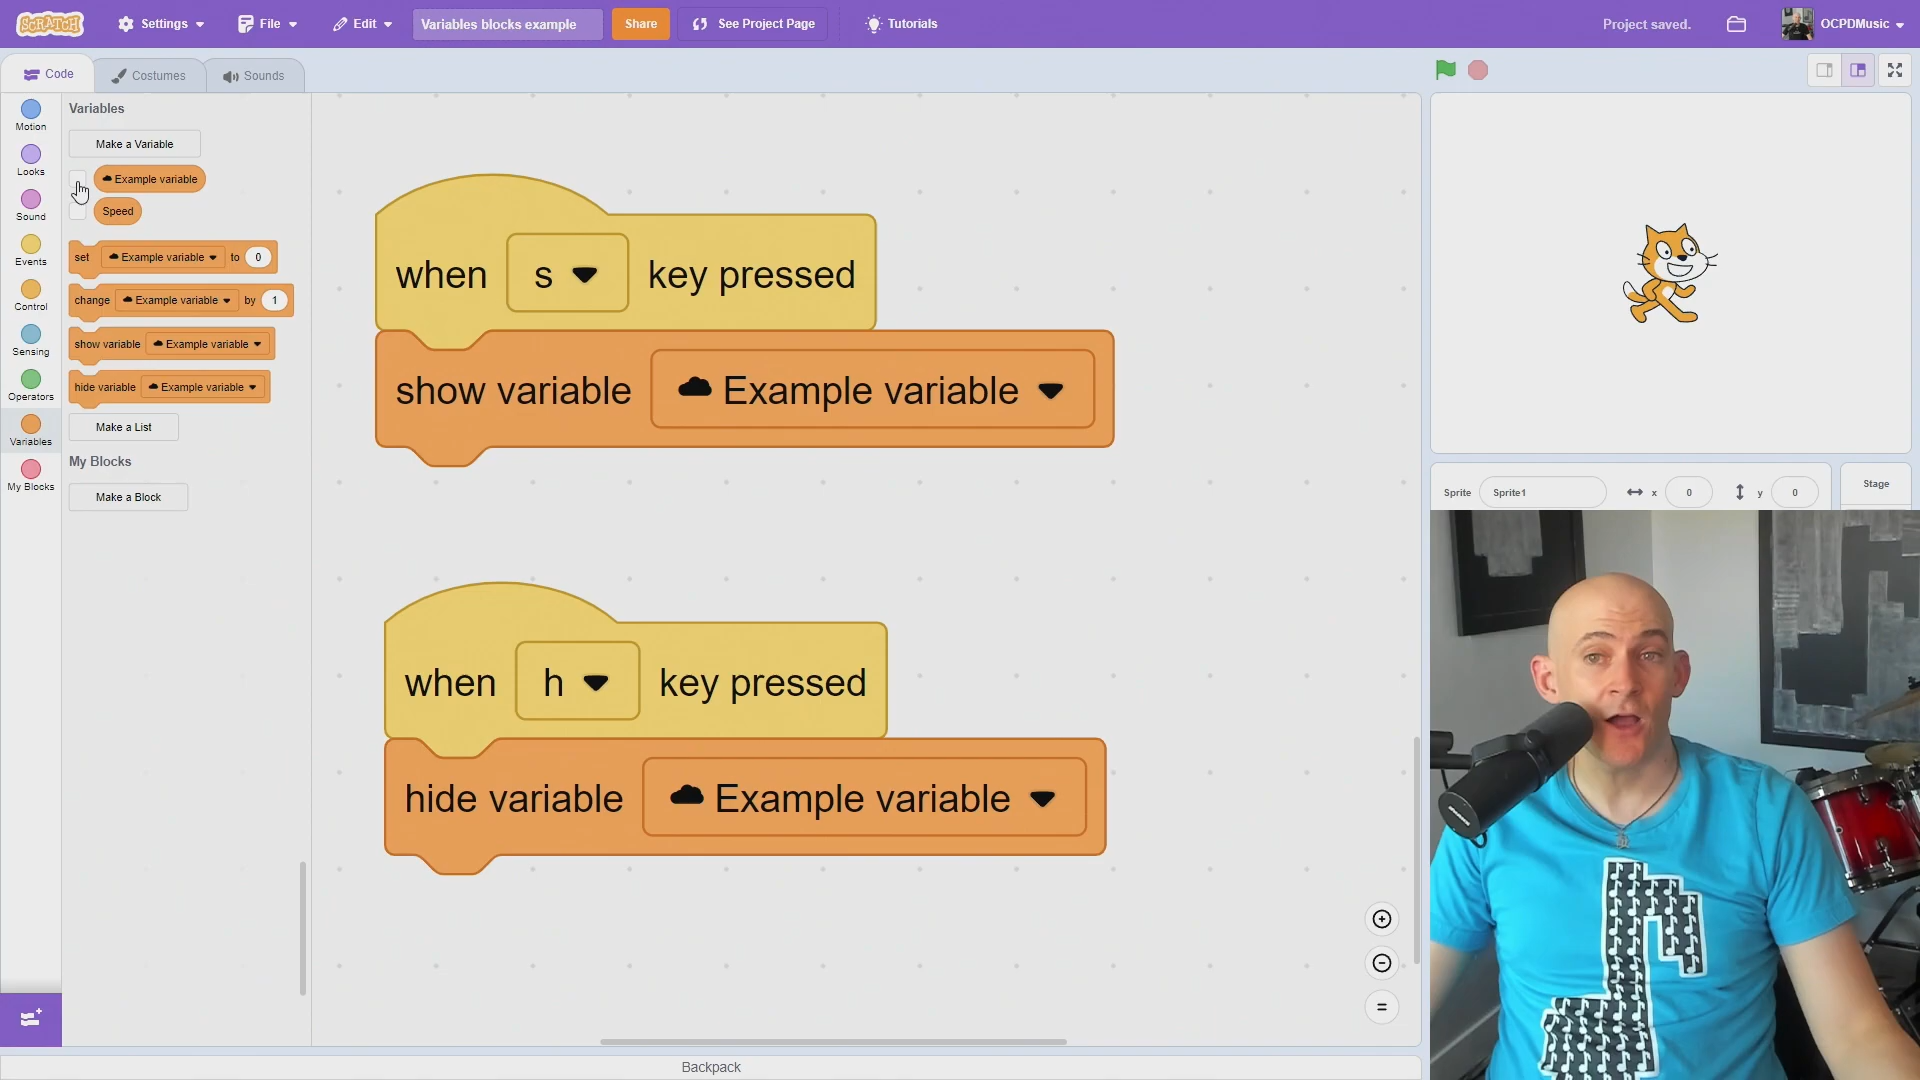 SCRATCH
Settings
File
Edit
Variables blocks example
Share
See Project Page
Tutorials
Project saved.
OCPDMusic
Code
Costumes
Sounds
Motion
Looks
Sound
Events
Control
Sensing
Operators
Variables
My Blocks
Variables
Make a Variable
Example variable
Speed
set Example variable to 0
change Example variable by 1
show variable Example variable
hide variable Example variable
Make a List
My Blocks
Make a Block
when s key pressed
show variable Example variable
when h key pressed
hide variable Example variable
Sprite Sprite1 x 0 y 0
Stage
Backpack